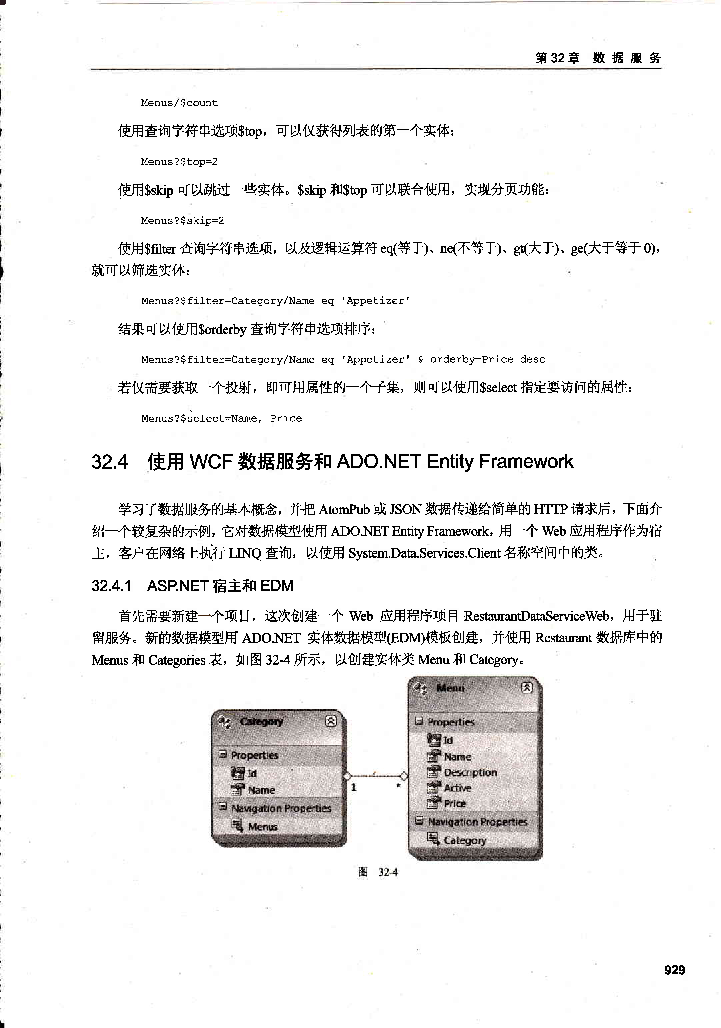 第32章 数据服务
Menus/$count
使用查询字符串选项$top，可以仅获得列表的第一个实体：
Menus?$top=2
使用$skip 可以跳过一些实体。$skip 和$top 可以联合使用，实现分页功能：
Menus?$skip=2
使用$filter 查询字符串选项，以及逻辑运算符 eq(等于)、ne(不等于)、gt(大于)、ge(大于等于 0)，
就可以筛选实体：
Menus?$filter=Category/Name eq 'Appetizer'
结果可以使用$orderby 查询字符串选项排序：
Menus?$filter=Category/Name eq 'Appetizer' & orderby=Price desc
若仅需要获取一个投射，即可用属性的一个子集，则可以使用$select 指定要访问的属性：
Menus?$select=Name, Price
32.4 使用 WCF 数据服务和 ADO.NET Entity Framework
学习了数据服务的基本概念，并把 AtomPub 或 JSON 数据传递给简单的 HTTP 请求后，下面介
绍一个较复杂的示例，它对数据模型使用 ADO.NET Entity Framework，用一个 Web 应用程序作为宿
主，客户在网络上执行 LINQ 查询，以使用 System.Data.Services.Client 名称空间中的类。
32.4.1 ASP.NET 宿主和 EDM
首先需要新建一个项目，这次创建一个 Web 应用程序项目 RestaurantDataServiceWeb，用于驻
留服务。新的数据模型用 ADO.NET 实体数据模型(EDM)模板创建，并使用 Restaurant 数据库中的
Menus 和 Categories 表，如图 32-4 所示，以创建实体类 Menu 和 Category。
Category
Properties
Id
Name
Navigation Properties
Menus
1
*
Menu
Properties
Id
Name
Description
Active
Price
Navigation Properties
Category
图 32-4
929